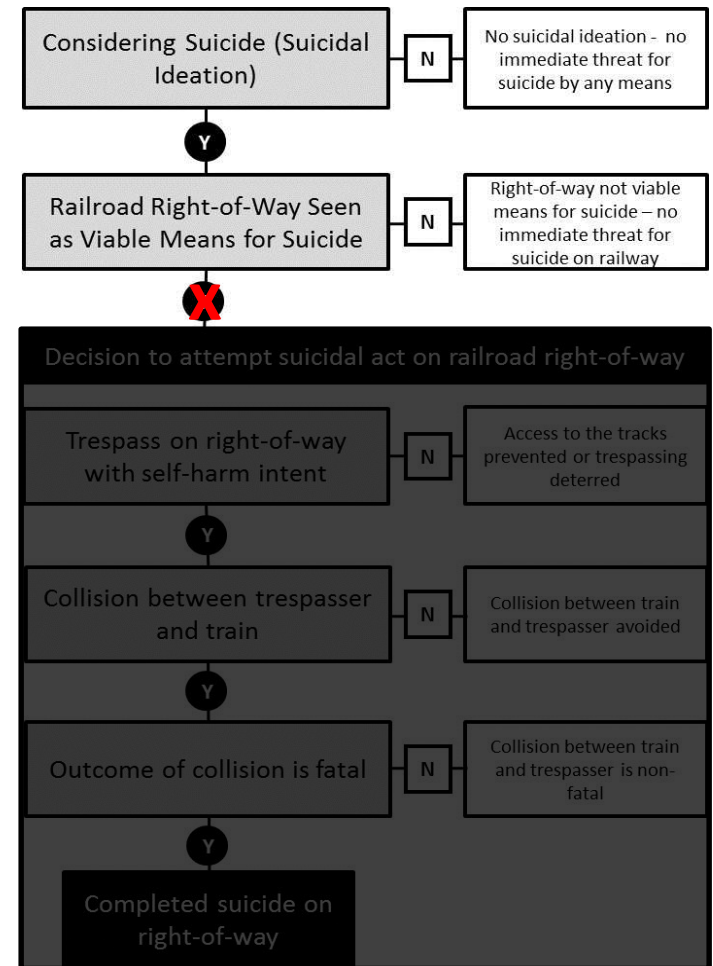 Considering Suicide (Suicidal
Ideation)
N
No suicidal ideation - no
immediate threat for
suicide by any means
Y
Railroad Right-of-Way Seen
as Viable Means for Suicide
N
Right-of-way not viable
means for suicide – no
immediate threat for
suicide on railway
X
Decision to attempt suicidal act on railroad right-of-way
Trespass on right-of-way
with self-harm intent
N
Access to the tracks
prevented or trespassing
deterred
Y
Collision between trespasser
and train
N
Collision between train
and trespasser avoided
Y
Outcome of collision is fatal
N
Collision between train
and trespasser is non-
fatal
Y
Completed suicide on
right-of-way